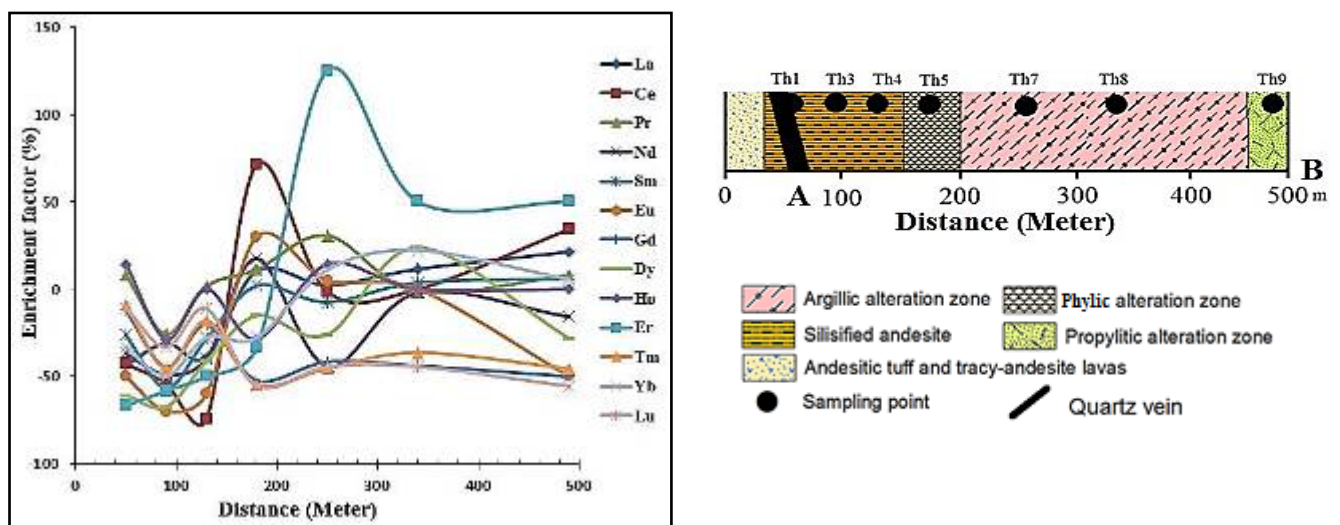 150
100
50
0
-50
-100
Enrichment factor (%)
0 100 200 300 400 500
Distance (Meter)
La
Ce
Pr
Nd
Sm
Eu
Gd
Dy
Ho
Er
Tm
Yb
Lu
Th1 Th3 Th4 Th5 Th7 Th8 Th9
B
0 A 100 200 300 400 500 m
Distance (Meter)
Argillic alteration zone
Phylic alteration zone
Silisified andesite
Propylitic alteration zone
Andesitic tuff and tracy-andesite lavas
Sampling point
Quartz vein